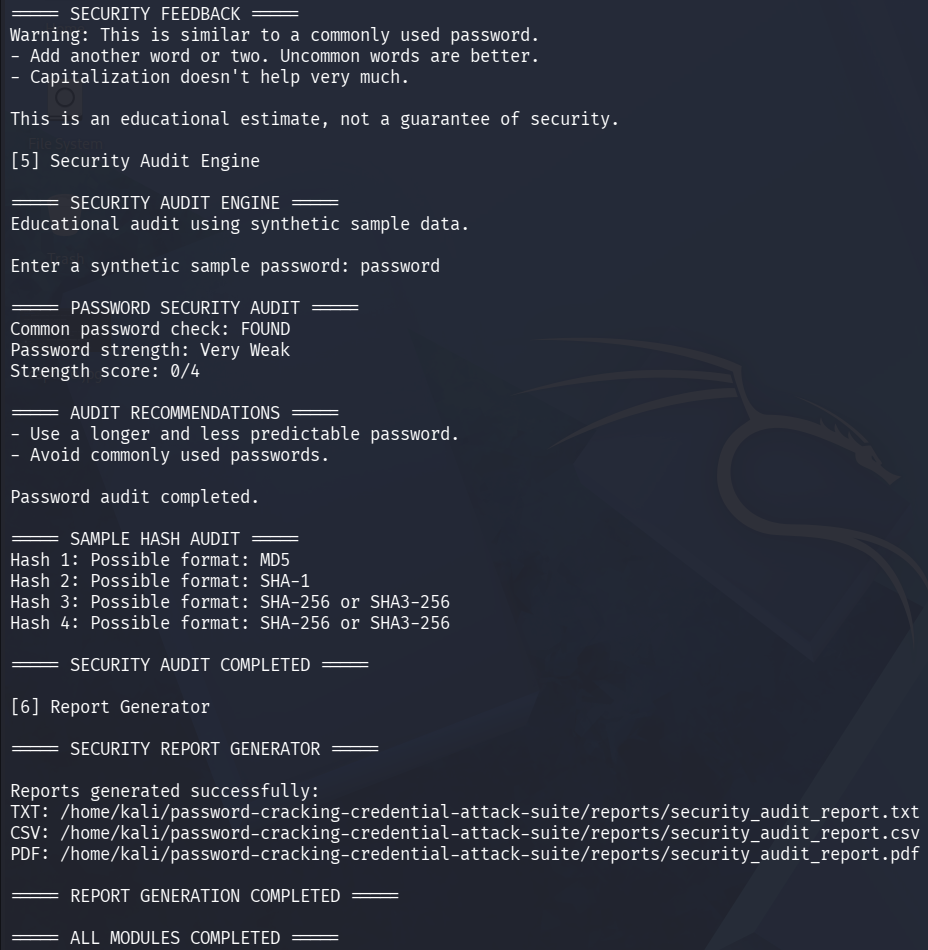 ===== SECURITY FEEDBACK =====
Warning: This is similar to a commonly used password.
- Add another word or two. Uncommon words are better.
- Capitalization doesn't help very much.
This is an educational estimate, not a guarantee of security.
File System
[5] Security Audit Engine
===== SECURITY AUDIT ENGINE =====
Educational audit using synthetic sample data.
Enter a synthetic sample password: password
===== PASSWORD SECURITY AUDIT =====
Common password check: FOUND
Password strength: Very Weak
Strength score: 0/4
===== AUDIT RECOMMENDATIONS =====
- Use a longer and less predictable password.
- Avoid commonly used passwords.
Password audit completed.
===== SAMPLE HASH AUDIT =====
Hash 1: Possible format: MD5
Hash 2: Possible format: SHA-1
Hash 3: Possible format: SHA-256 or SHA3-256
Hash 4: Possible format: SHA-256 or SHA3-256
===== SECURITY AUDIT COMPLETED =====
[6] Report Generator
===== SECURITY REPORT GENERATOR =====
Reports generated successfully:
TXT: /home/kali/password-cracking-credential-attack-suite/reports/security_audit_report.txt
CSV: /home/kali/password-cracking-credential-attack-suite/reports/security_audit_report.csv
PDF: /home/kali/password-cracking-credential-attack-suite/reports/security_audit_report.pdf
===== REPORT GENERATION COMPLETED =====
===== ALL MODULES COMPLETED =====